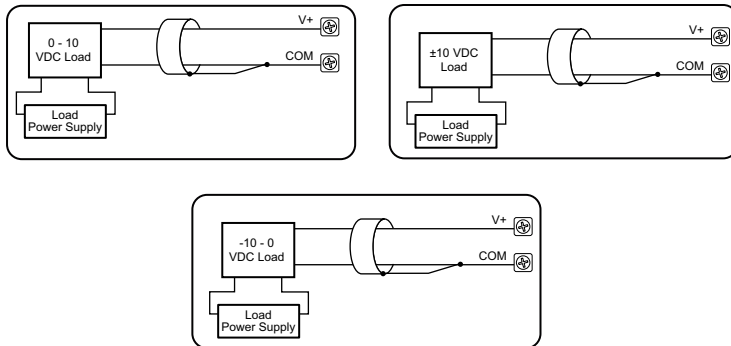 V+
0 - 10
VDC Load
COM
Load
Power Supply
V+
±10 VDC
Load
COM
Load
Power Supply
V+
-10 - 0
VDC Load
COM
Load
Power Supply